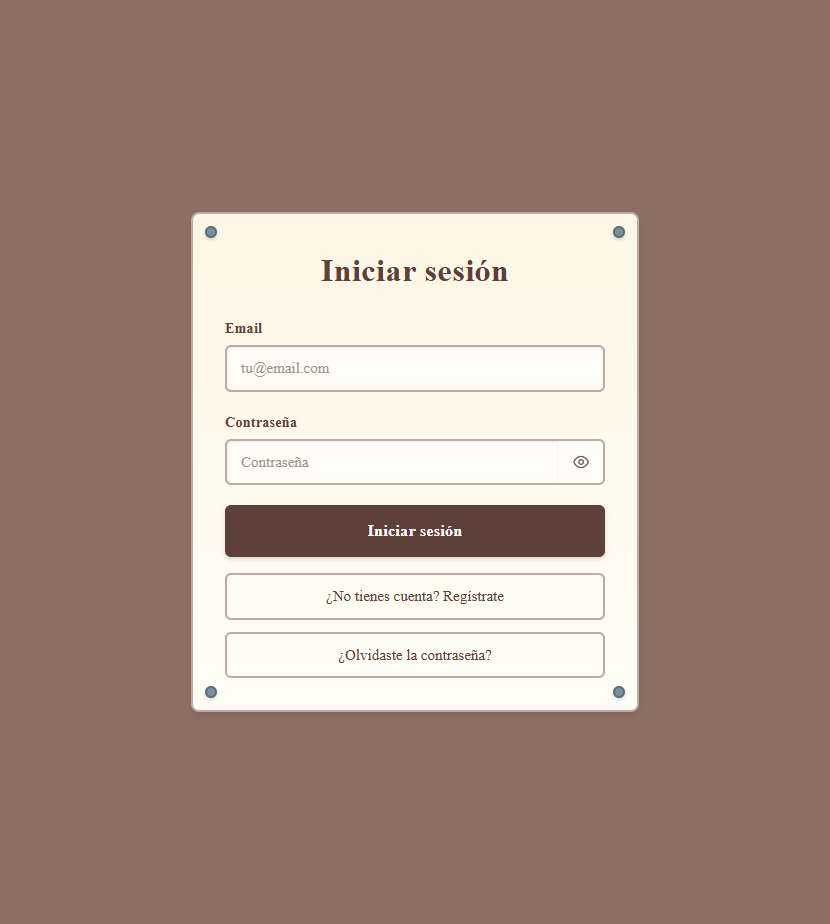 Iniciar sesión
Email
tu@email.com
Contraseña
Contraseña
Iniciar sesión
¿No tienes cuenta? Regístrate
¿Olvidaste la contraseña?